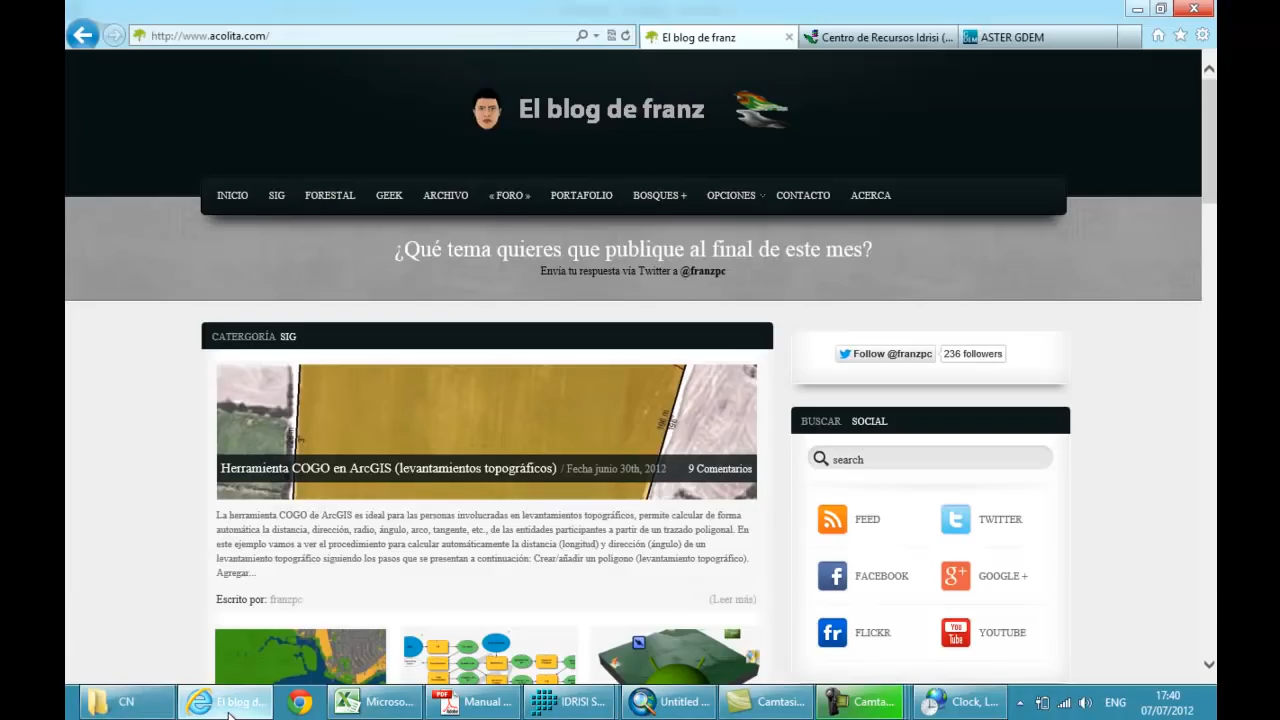 http://www.acolita.com/
El blog de franz
Centro de Recursos Idrisi (...
ASTER GDEM
El blog de franz
INICIO
SIG
FORESTAL
GEEK
ARCHIVO
« FORO »
PORTAFOLIO
BOSQUES +
OPCIONES
CONTACTO
ACERCA
¿Qué tema quieres que publique al final de este mes?
Envía tu respuesta vía Twitter a @franzpc
CATERGORÍA SIG
Follow @franzpc
236 followers
BUSCAR SOCIAL
search
Herramienta COGO en ArcGIS (levantamientos topográficos) / Fecha junio 30th, 2012
9 Comentarios
La herramienta COGO de ArcGIS es ideal para las personas involucradas en levantamientos topográficos, permite calcular de forma
automática la distancia, dirección, radio, ángulo, arco, tangente, etc., de las entidades participantes a partir de un trazado poligonal. En
este ejemplo vamos a ver el procedimiento para calcular automáticamente la distancia (longitud) y dirección (ángulo) de un
levantamiento topográfico siguiendo los pasos que se presentan a continuación: Crear/añadir un polígono (levantamiento topográfico).
Agregar...
Escrito por: franzpc
(Leer más)
FEED
TWITTER
FACEBOOK
GOOGLE +
FLICKR
YOUTUBE
CN
El blog d...
Microso...
Manual ...
IDRISI S...
Untitled ...
Camtasi...
Camta...
Clock, L...
ENG
17:40
07/07/2012